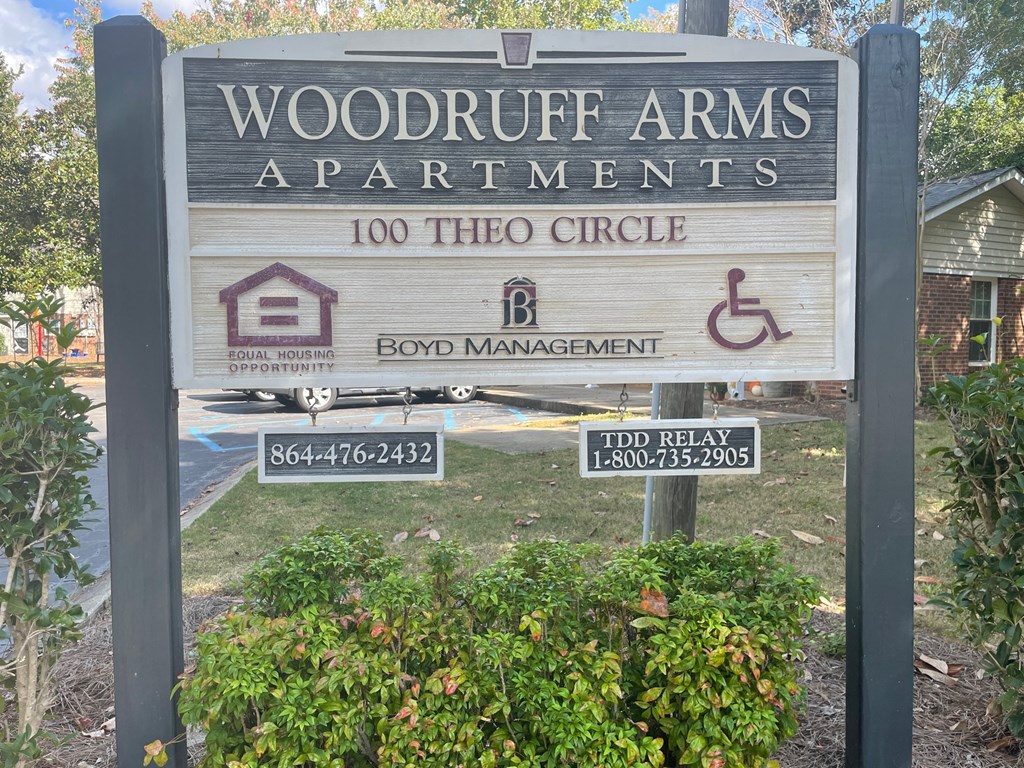 WOODRUFF ARMS
APARTMENTS
100 THEO CIRCLE
EQUAL HOUSING
OPPORTUNITY
B
BOYD MANAGEMENT
864-476-2432
TDD RELAY
1-800-735-2905